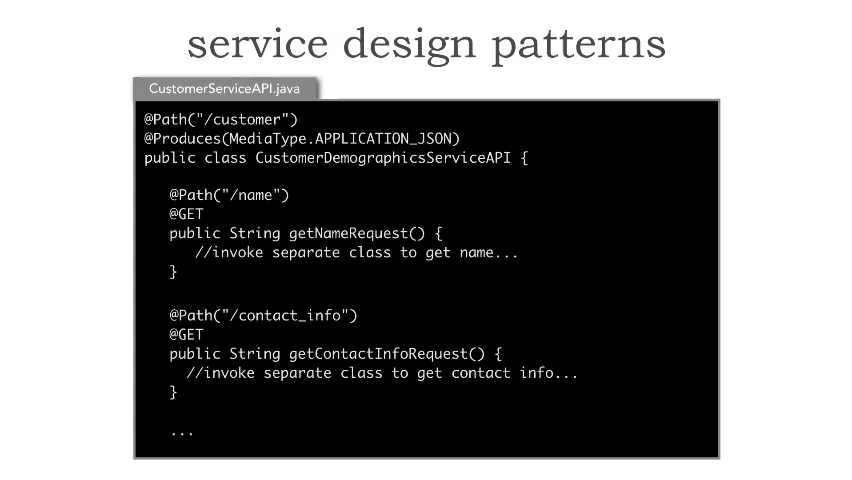 service design patterns
CustomerServiceAPI.java
@Path("/customer")
@Produces(MediaType.APPLICATION_JSON)
public class CustomerDemographicsServiceAPI {
@Path("/name")
@GET
public String getNameRequest() {
//invoke separate class to get name...
}
@Path("/contact_info")
@GET
public String getContactInfoRequest() {
//invoke separate class to get contact info...
}
...